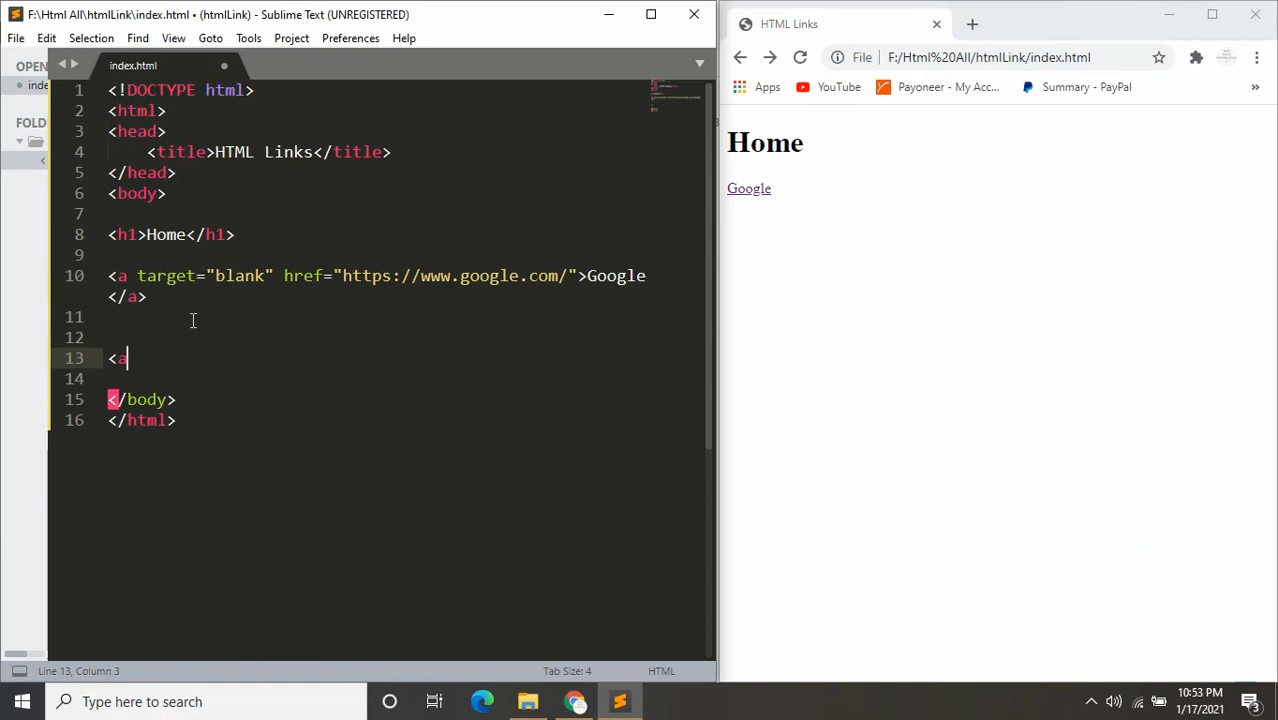 F:\Html All\htmlLink\index.html • (htmlLink) - Sublime Text (UNREGISTERED)
File Edit Selection Find View Goto Tools Project Preferences Help
OPEN
inde
FOLD
index.html
1 <!DOCTYPE html>
2 <html>
3 <head>
4 <title>HTML Links</title>
5 </head>
6 <body>
7
8 <h1>Home</h1>
9
10 <a target="blank" href="https://www.google.com/">Google
</a>
11
12
13 <a
14
15 </body>
16 </html>
Line 13, Column 3
Tab Size: 4
HTML
HTML Links
File F:/Html%20All/htmlLink/index.html
Apps YouTube Payoneer - My Acc... Summary - PayPal »
Home
Google
Type here to search
10:53 PM
1/17/2021
3